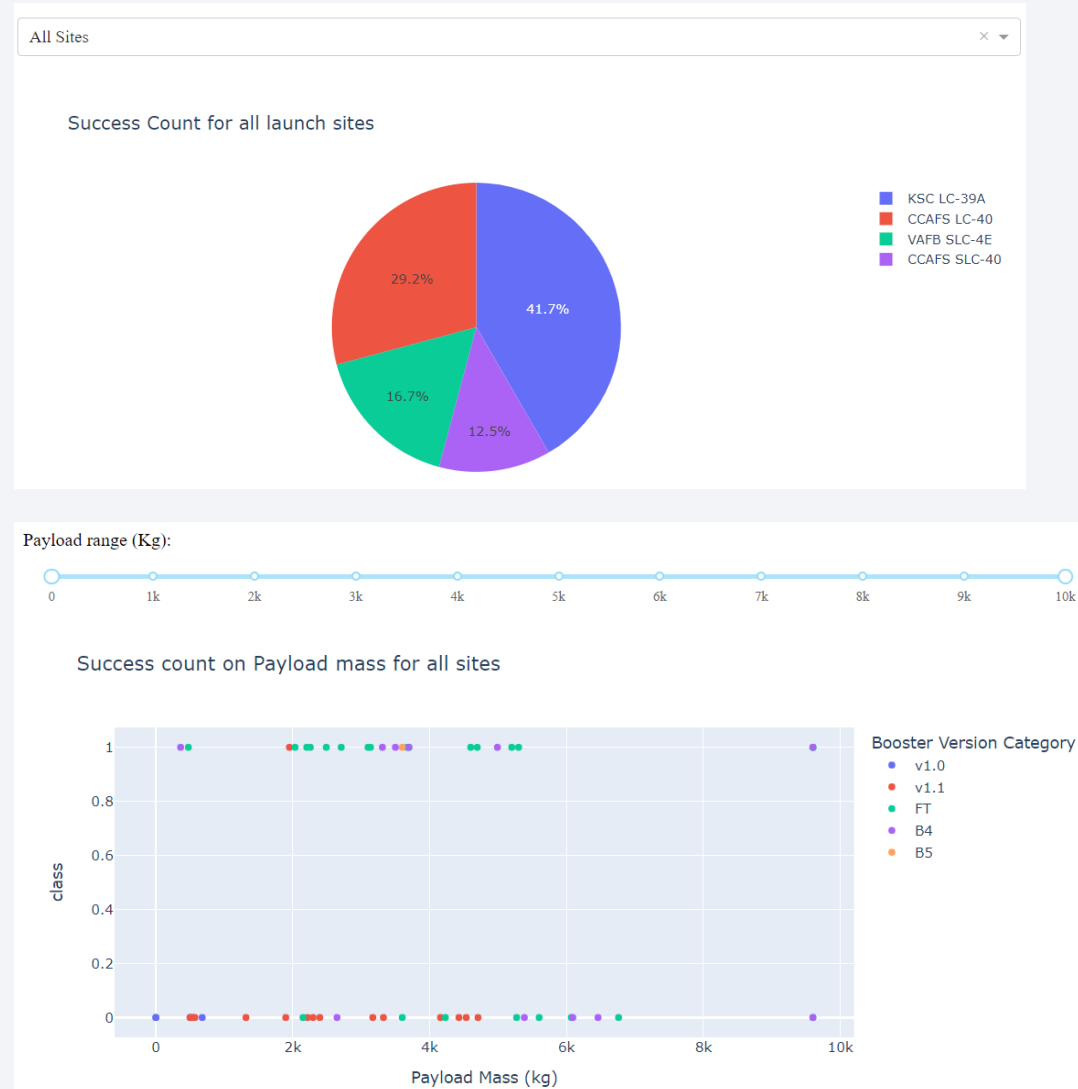 All Sites
Success Count for all launch sites
KSC LC-39A
CCAFS LC-40
VAFB SLC-4E
CCAFS SLC-40
29.2%
41.7%
16.7%
12.5%
Payload range (Kg):
0 1k 2k 3k 4k 5k 6k 7k 8k 9k 10k
Success count on Payload mass for all sites
Booster Version Category
v1.0
v1.1
FT
B4
B5
class
1
0.8
0.6
0.4
0.2
0
0 2k 4k 6k 8k 10k
Payload Mass (kg)